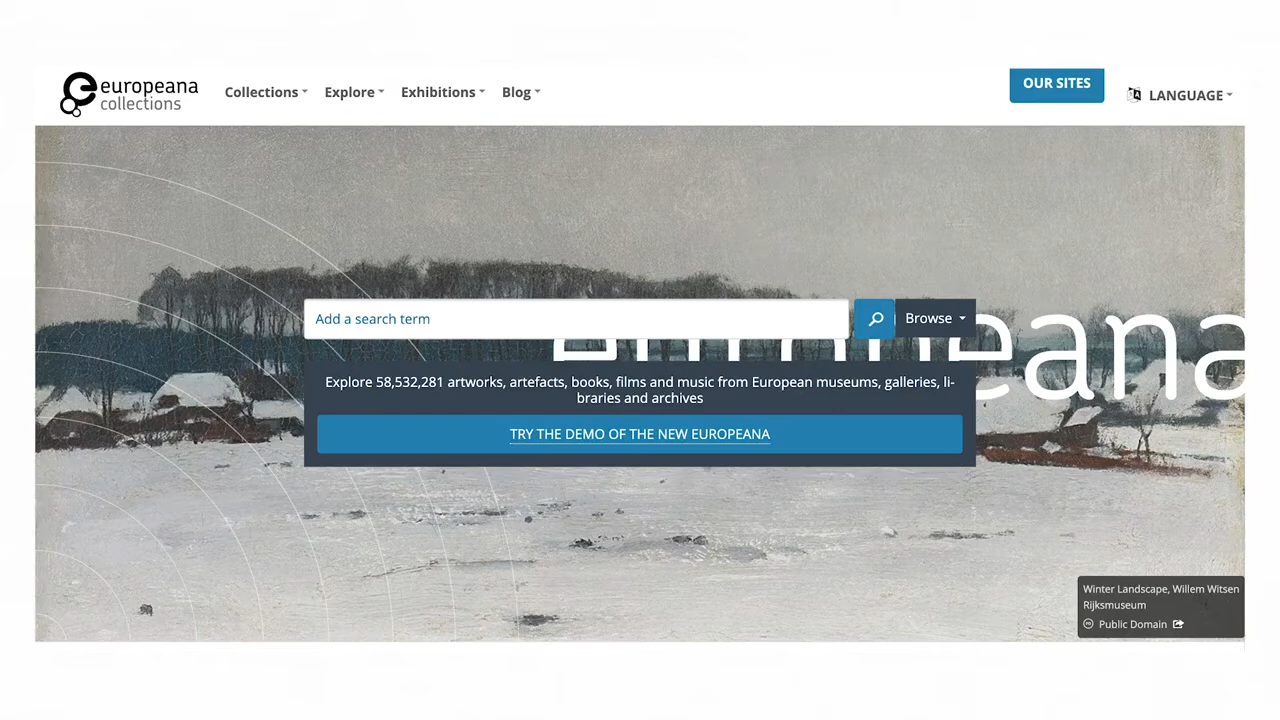 europeana
collections
Collections
Explore
Exhibitions
Blog
OUR SITES
LANGUAGE
Add a search term
Browse
europeana
Explore 58,532,281 artworks, artefacts, books, films and music from European museums, galleries, li-
braries and archives
TRY THE DEMO OF THE NEW EUROPEANA
Winter Landscape, Willem Witsen
Rijksmuseum
Public Domain